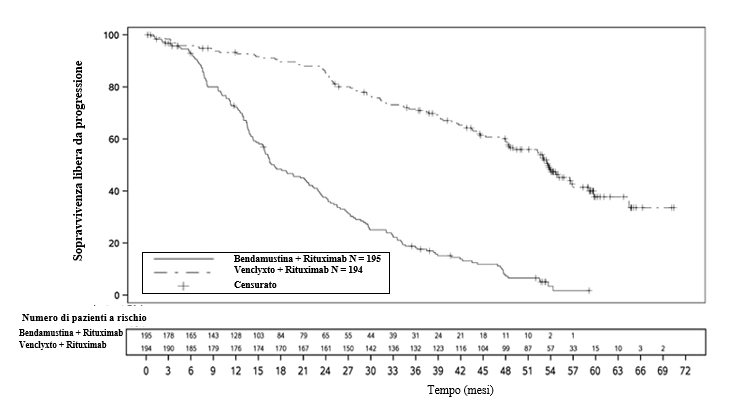 Sopravvivenza libera da progressione
100
80
60
40
20
0
Bendamustina + Rituximab N = 195
Venclyxto + Rituximab N = 194
Censurato
Numero di pazienti a rischio
Bendamustina + Rituximab 195 178 165 143 128 103 84 79 65 55 44 39 31 24 21 18 11 10 2 1
Venclyxto + Rituximab 194 190 185 179 176 174 170 167 161 150 142 136 132 123 116 104 99 87 57 33 15 10 3 2
0 3 6 9 12 15 18 21 24 27 30 33 36 39 42 45 48 51 54 57 60 63 66 69 72
Tempo (mesi)